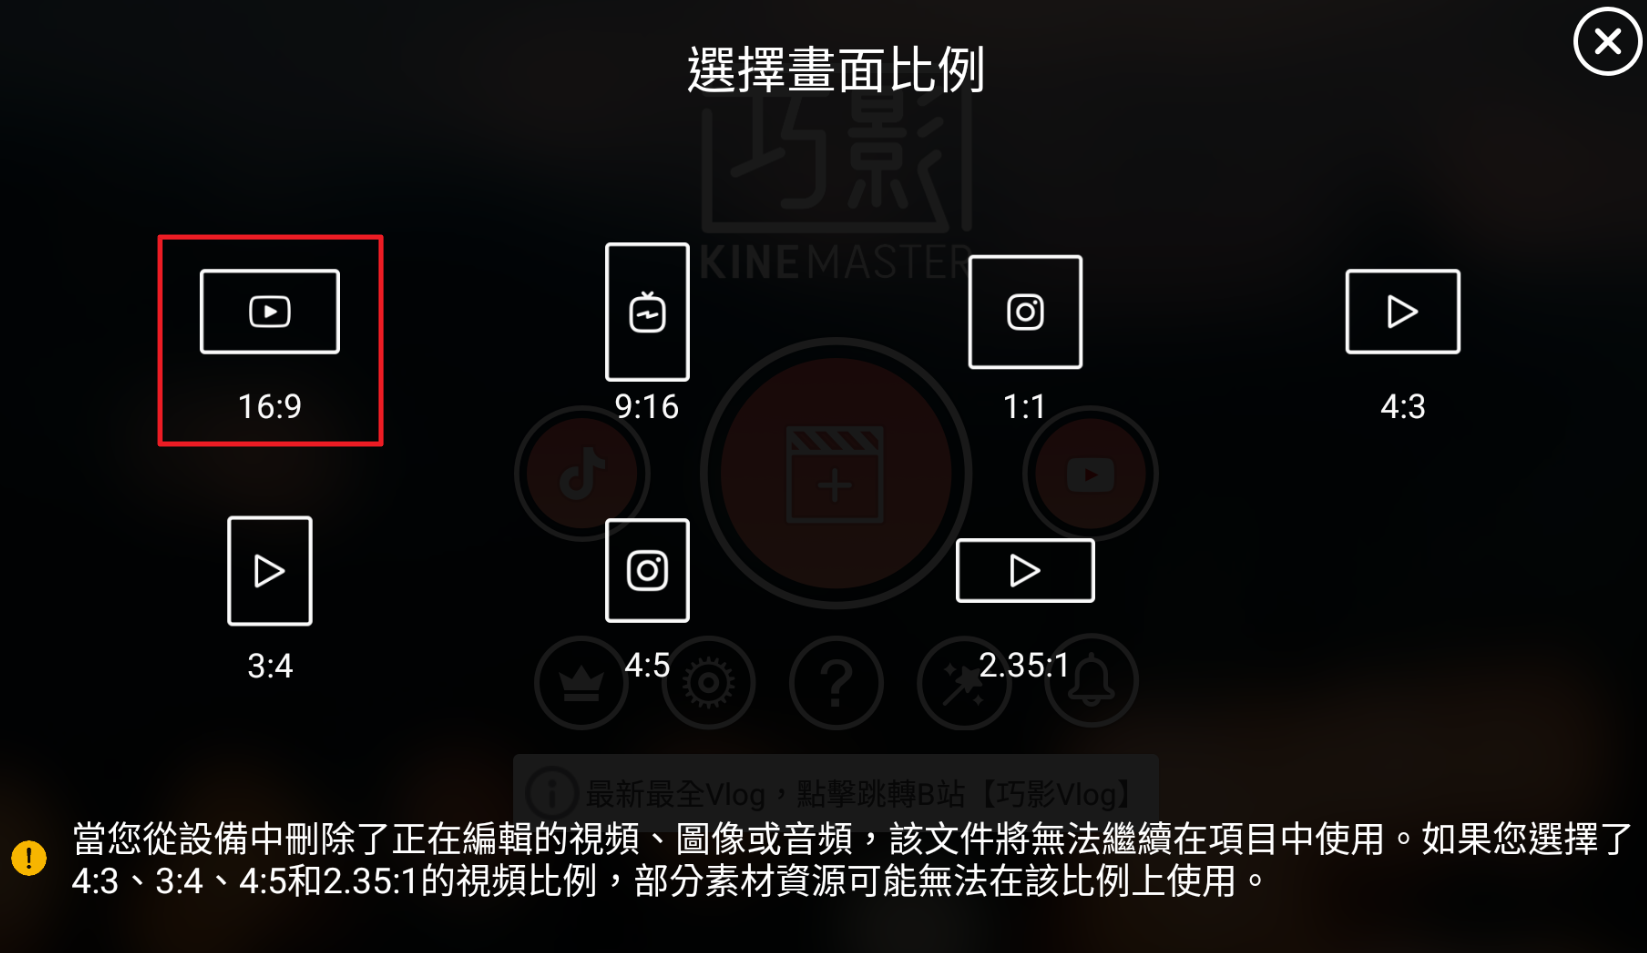 選擇畫面比例
巧影
KINEMASTER
16:9
9:16
1:1
4:3
3:4
4:5
2.35:1
最新最全Vlog，點擊跳轉B站【巧影Vlog】
當您從設備中刪除了正在編輯的視頻、圖像或音頻，該文件將無法繼續在項目中使用。如果您選擇了
4:3、3:4、4:5和2.35:1的視頻比例，部分素材資源可能無法在該比例上使用。